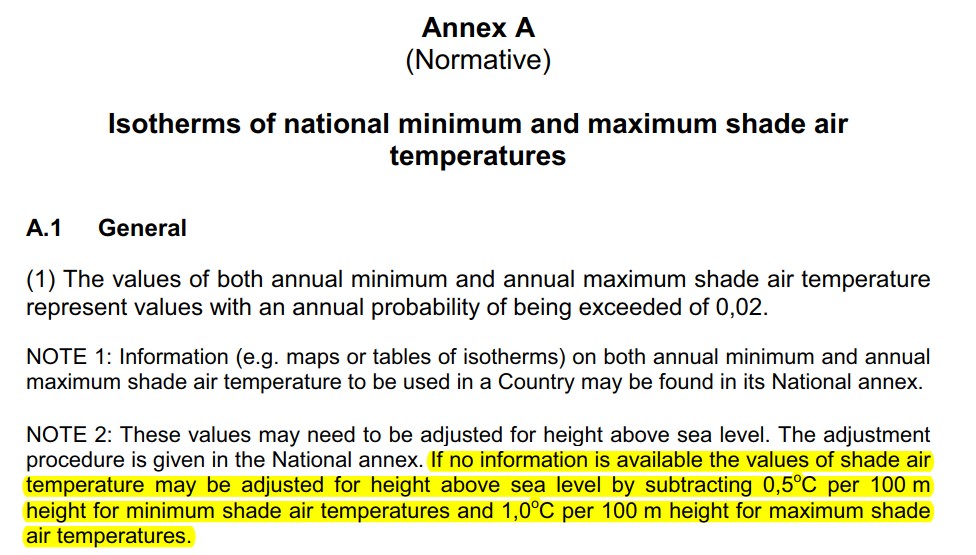 Annex A
(Normative)
Isotherms of national minimum and maximum shade air
temperatures
A.1 General
(1) The values of both annual minimum and annual maximum shade air temperature
represent values with an annual probability of being exceeded of 0,02.
NOTE 1: Information (e.g. maps or tables of isotherms) on both annual minimum and annual
maximum shade air temperature to be used in a Country may be found in its National annex.
NOTE 2: These values may need to be adjusted for height above sea level. The adjustment
procedure is given in the National annex. If no information is available the values of shade air
temperature may be adjusted for height above sea level by subtracting 0,5°C per 100 m
height for minimum shade air temperatures and 1,0°C per 100 m height for maximum shade
air temperatures.